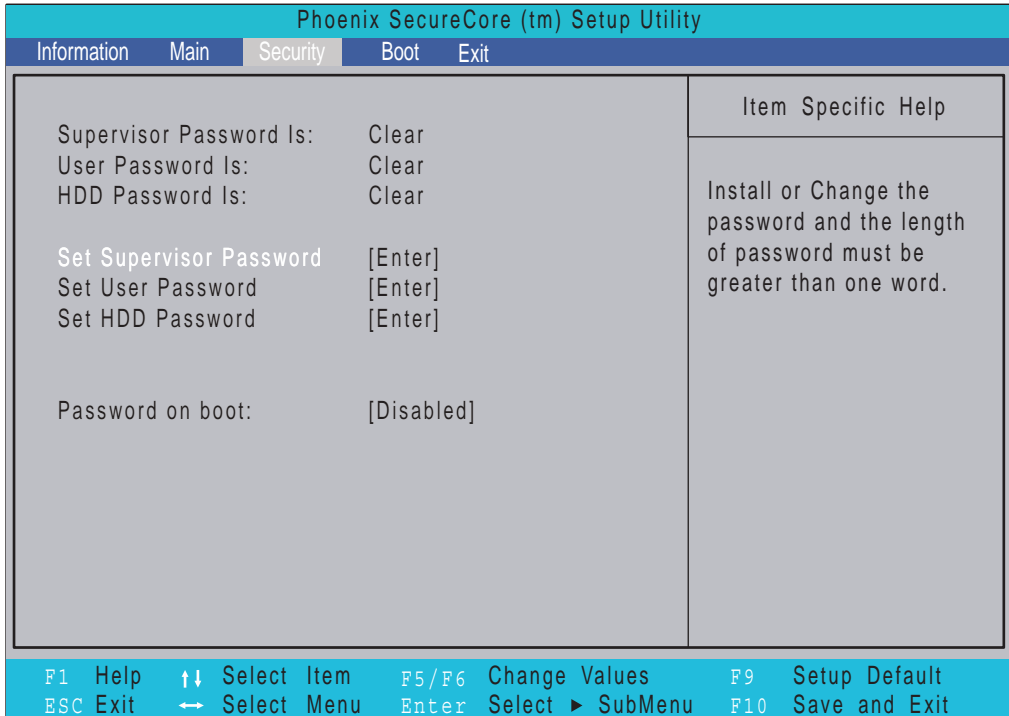 Phoenix SecureCore (tm) Setup Utility
Information Main Security Boot Exit
Item Specific Help
Supervisor Password Is: Clear
User Password Is: Clear
HDD Password Is: Clear
Set Supervisor Password [Enter]
Set User Password [Enter]
Set HDD Password [Enter]
Password on boot: [Disabled]
Install or Change the
password and the length
of password must be
greater than one word.
F1 Help ↑↓ Select Item F5/F6 Change Values F9 Setup Default
ESC Exit ↔ Select Menu Enter Select ► SubMenu F10 Save and Exit